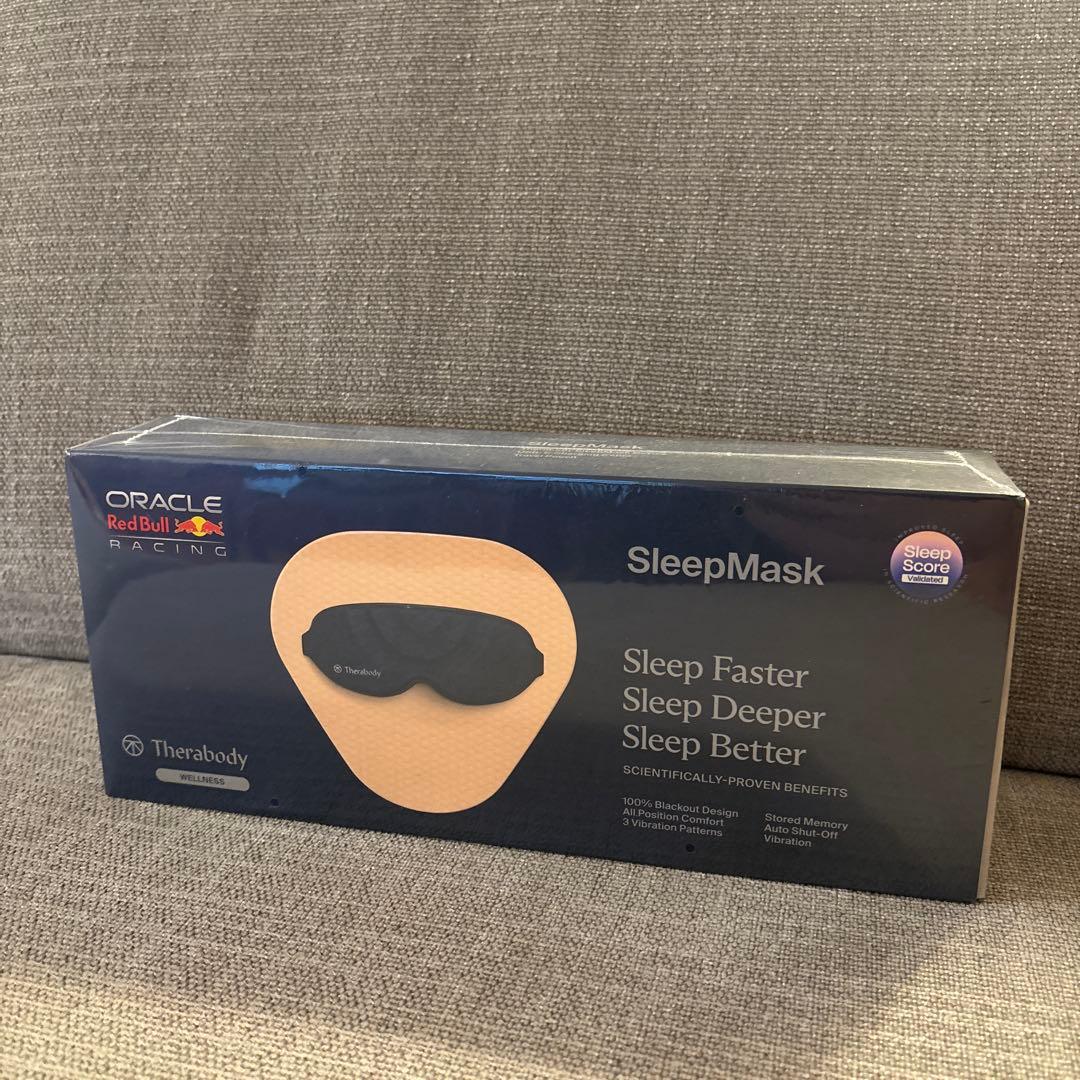 SleepMask
ORACLE
Red Bull
RACING
SleepMask
Sleep
Score
Validated
Therabody
Sleep Faster
Sleep Deeper
Sleep Better
SCIENTIFICALLY-PROVEN BENEFITS
Therabody
WELLNESS
100% Blackout Design
All Position Comfort
3 Vibration Patterns
Stored Memory
Auto Shut-Off
Vibration